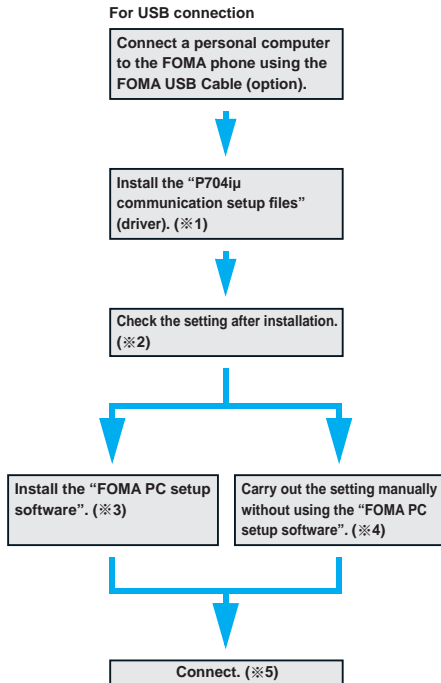 For USB connection
Connect a personal computer
to the FOMA phone using the
FOMA USB Cable (option).
Install the “P704iμ
communication setup files”
(driver). (※1)
Check the setting after installation.
(※2)
Install the “FOMA PC setup
software”. (※3)
Carry out the setting manually
without using the “FOMA PC
setup software”. (※4)
Connect. (※5)